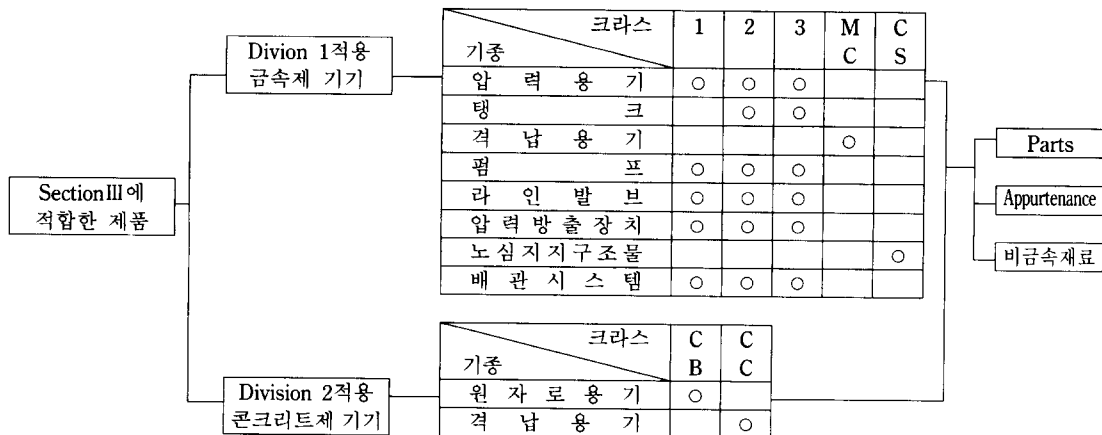 Section III 에
적합한 제품
Divion 1적용
금속제 기기
크라스 1 2 3 M C C S
기종
압력용기 ○ ○ ○
탱크 ○ ○
격납용기 ○
펌프 ○ ○ ○
라인발브 ○ ○ ○
압력방출장치 ○ ○ ○
노심지지구조물 ○
배관시스템 ○ ○ ○
Division 2적용
콘크리트제 기기
크라스 C B C C
기종
원자로용기 ○
격납용기 ○
Parts
Appurtenance
비금속재료